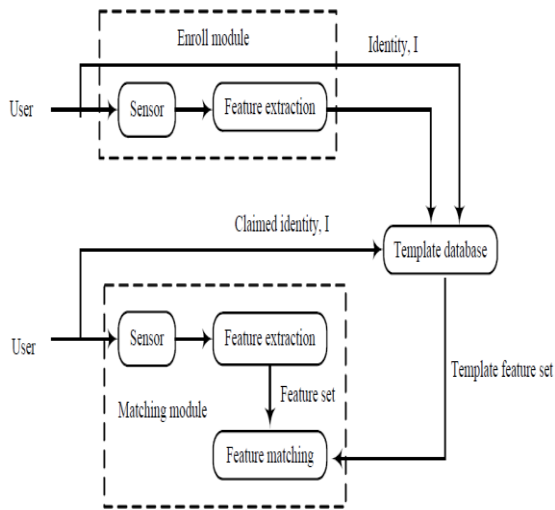 Enroll module
Identity, I
User
Sensor
Feature extraction
Claimed identity, I
Template database
User
Sensor
Feature extraction
Template feature set
Feature set
Matching module
Feature matching